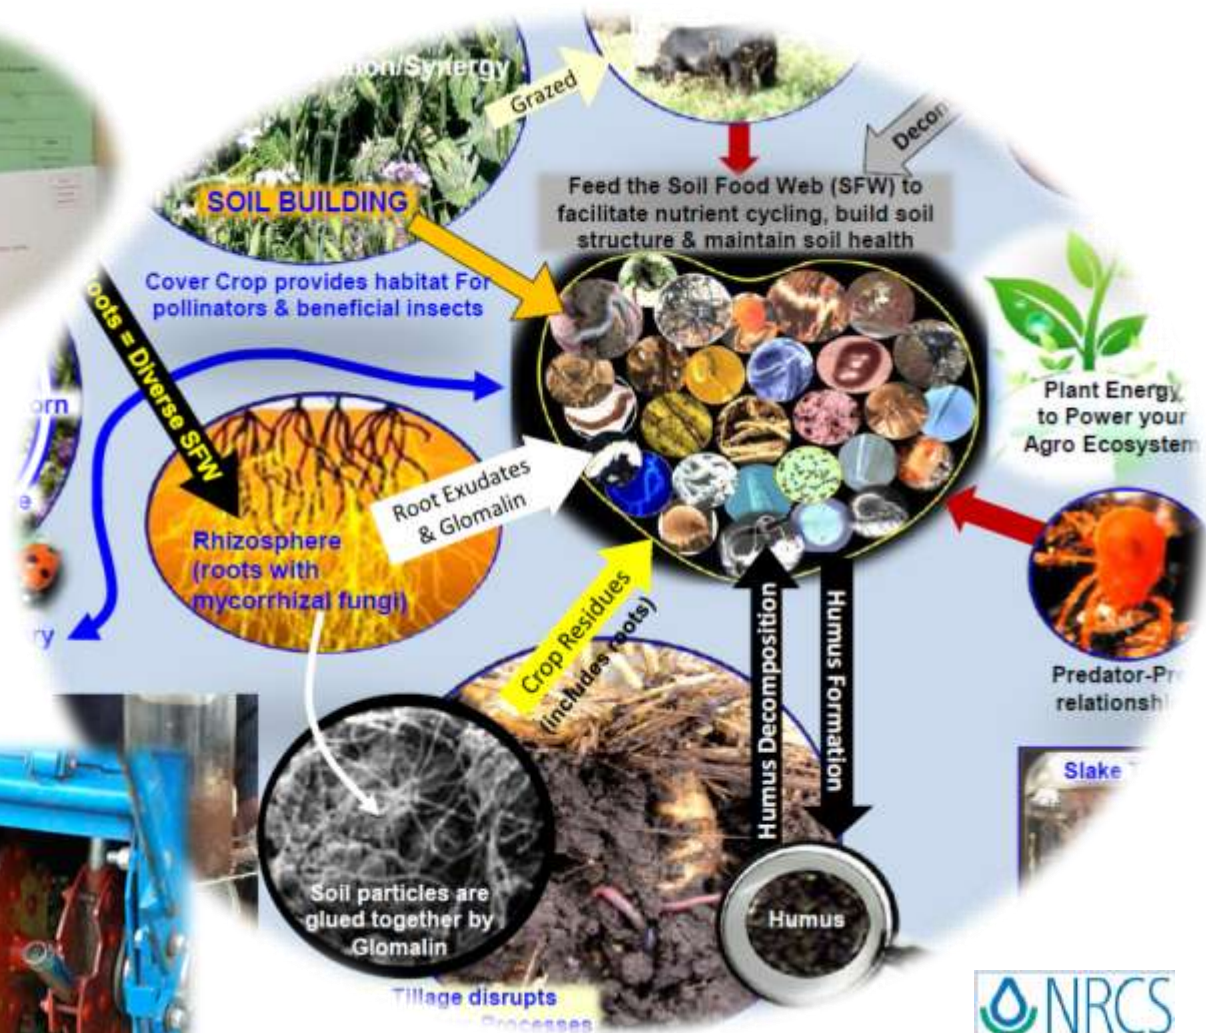 Grazed
SOIL BUILDING
Feed the Soil Food Web (SFW) to
facilitate nutrient cycling, build soil
structure & maintain soil health
Cover Crop provides habitat For
pollinators & beneficial insects
= Diverse SFW
Plant Energy
to Power your
Agro Ecosystem
Root Exudates
& Glomalin
Rhizosphere
(roots with
mycorrhizal fungi)
Crop Residues
(includes roots)
Humus Decomposition
Humus Formation
Slake
Soil particles are
glued together by
Glomalin
Humus
Tillage disrupts
Processes
NRCS